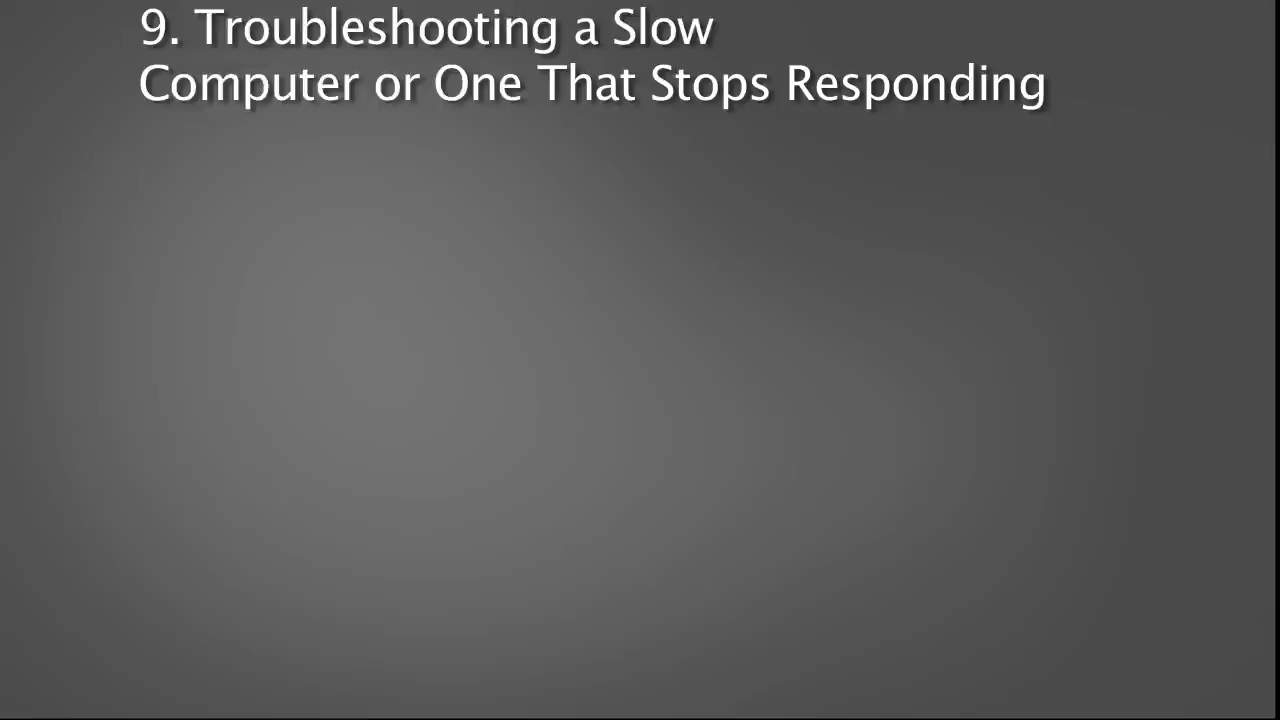 9. Troubleshooting a Slow
Computer or One That Stops Responding